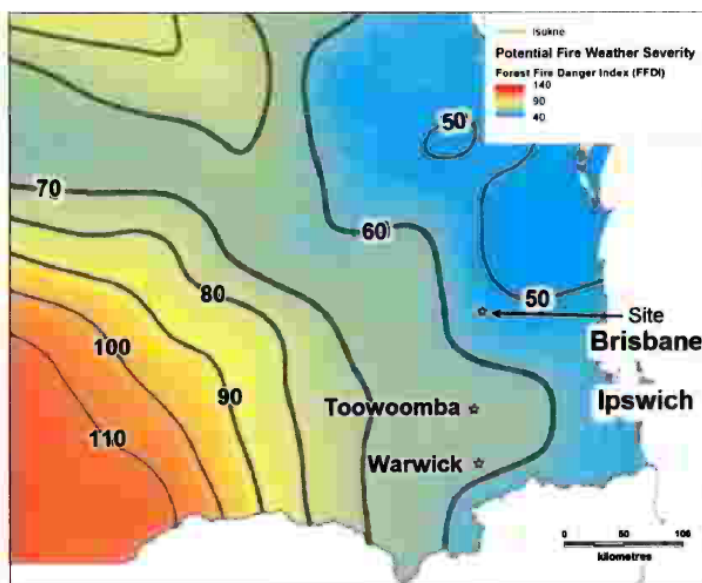 Potential Fire Weather Severity
Forest Fire Danger Index (FFDI)
140
90
40
50
70
60
80
50
Site
Brisbane
100
90
Toowoomba
Ipswich
110
Warwick
0 50 100
kilometres